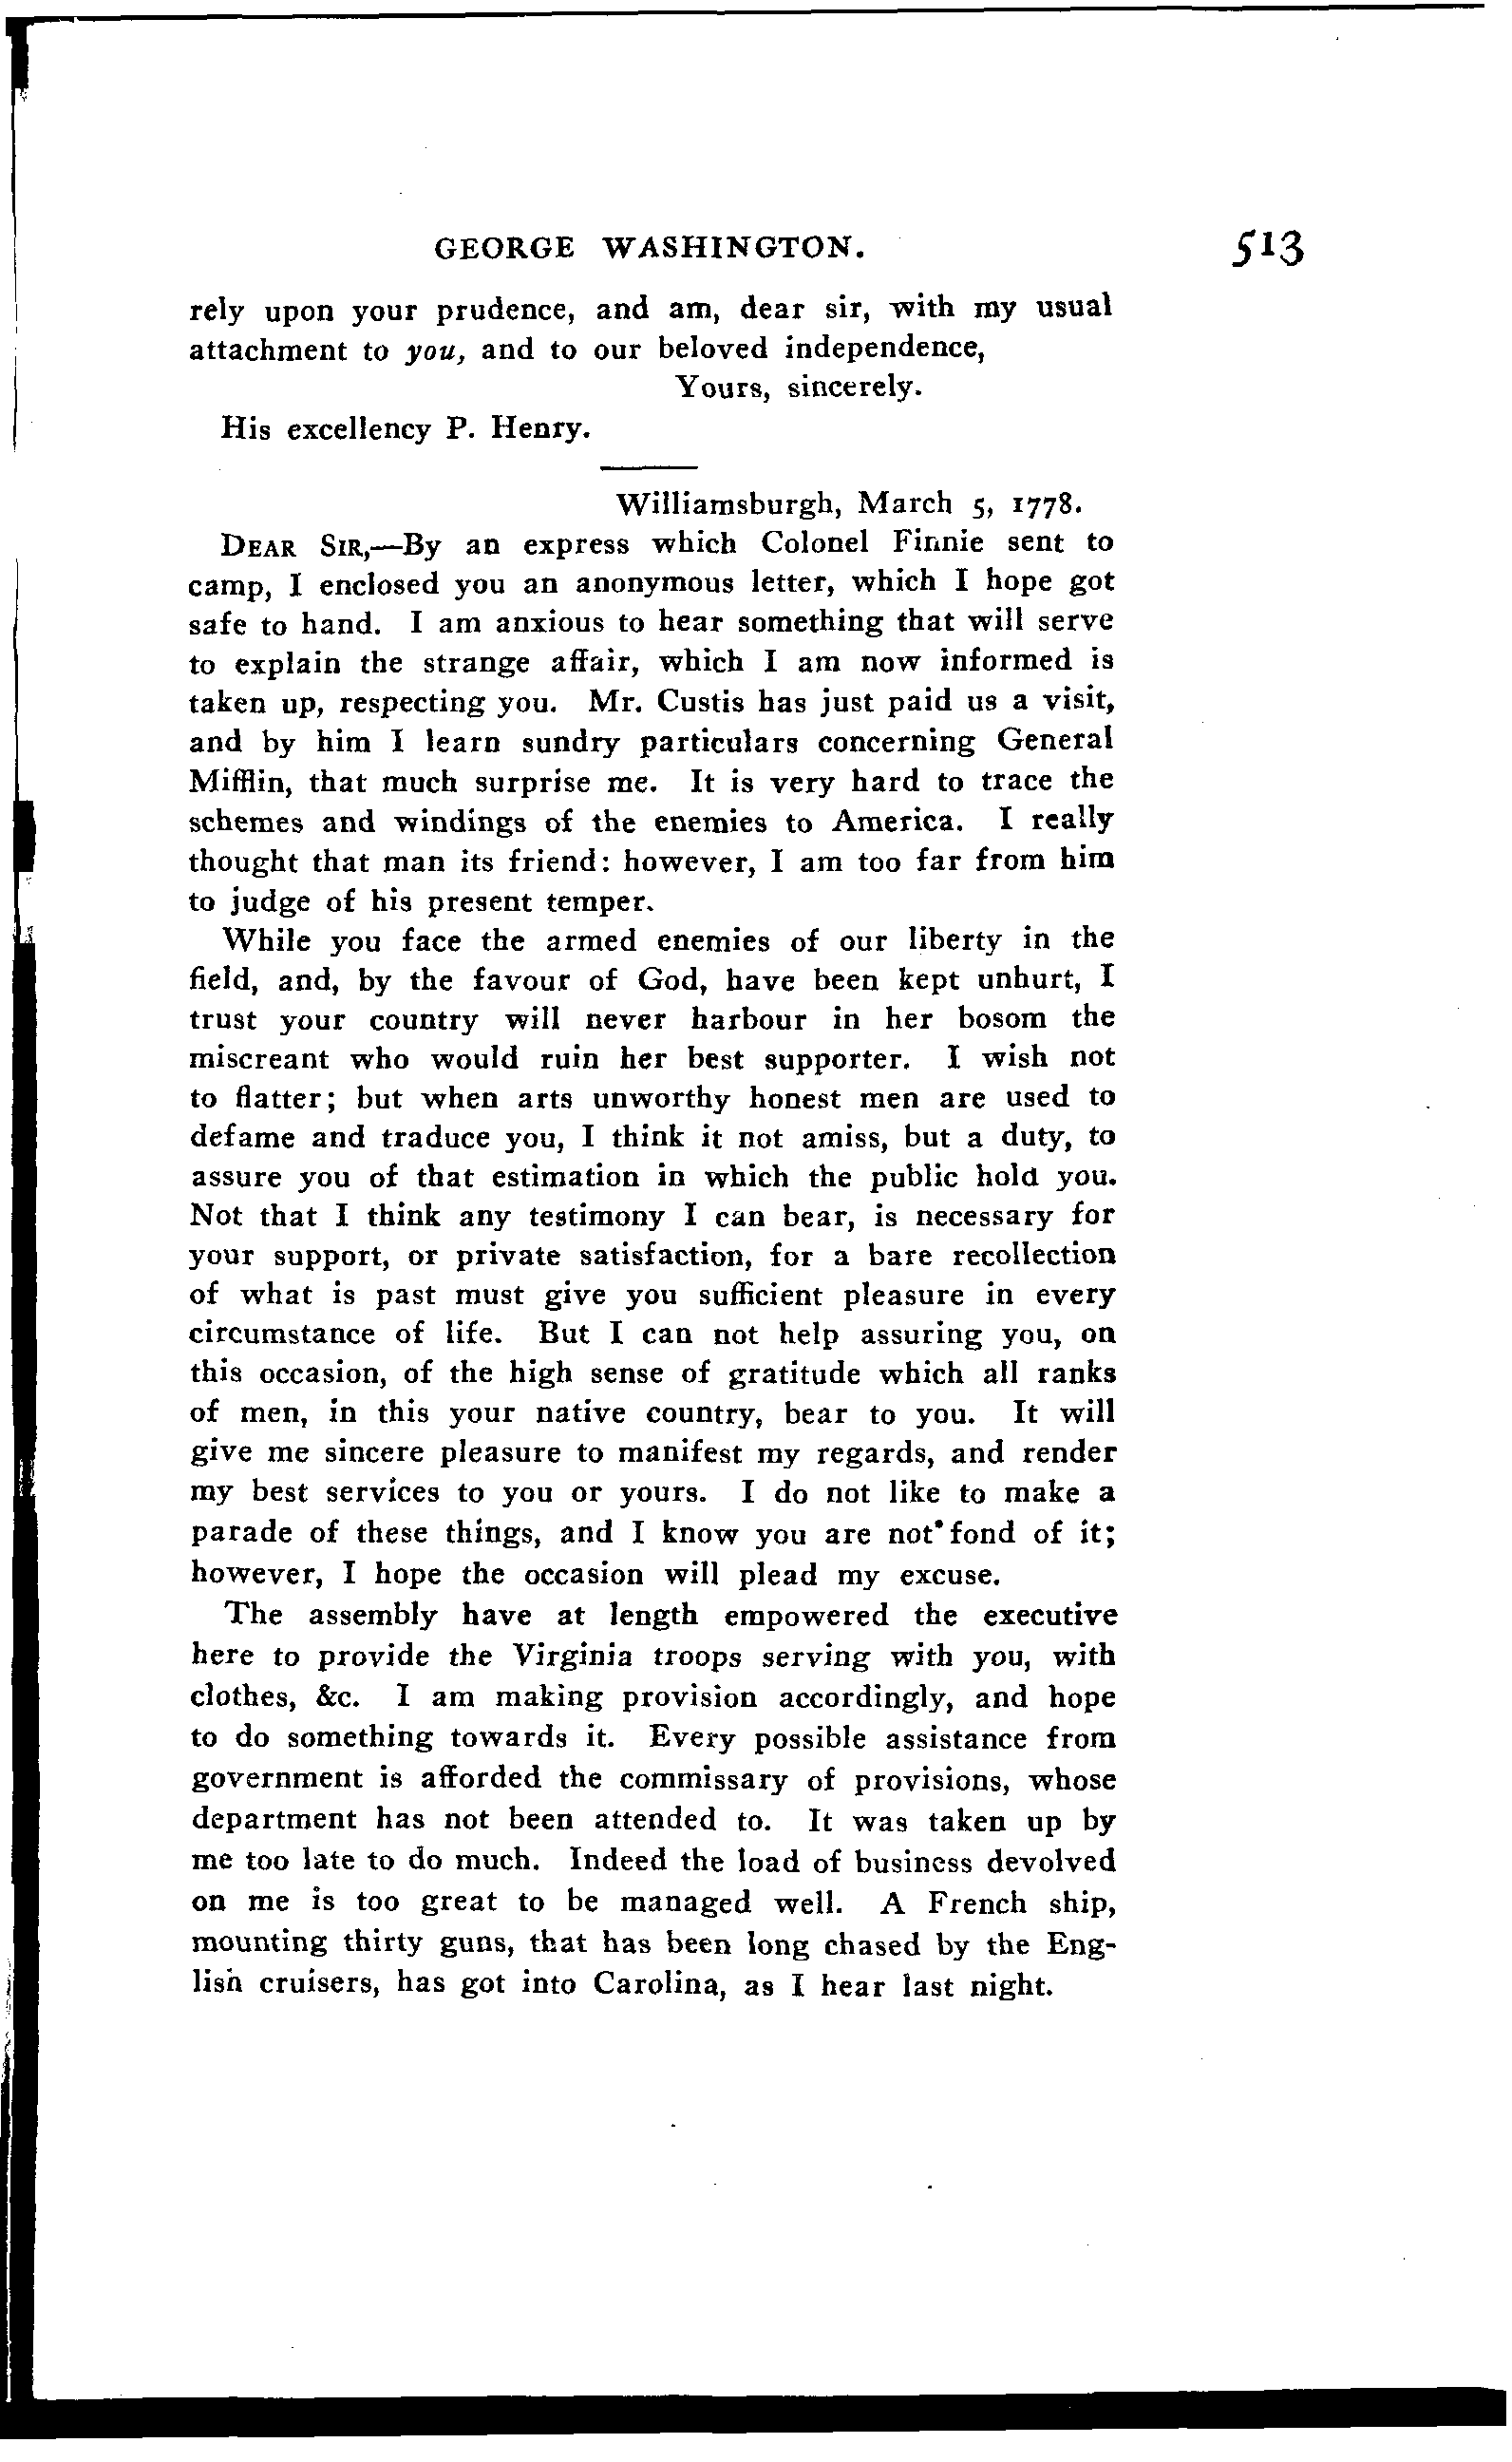 GEORGE WASHINGTON. 513
rely upon your prudence, and am, dear sir, with my usual
attachment to you, and to our beloved independence,
Yours, sincerely.
His excellency P. Henry.
Williamsburgh, March 5, 1778.
DEAR SIR,—By an express which Colonel Finnie sent to
camp, I enclosed you an anonymous letter, which I hope got
safe to hand. I am anxious to hear something that will serve
to explain the strange affair, which I am now informed is
taken up, respecting you. Mr. Custis has just paid us a visit,
and by him I learn sundry particulars concerning General
Mifflin, that much surprise me. It is very hard to trace the
schemes and windings of the enemies to America. I really
thought that man its friend: however, I am too far from him
to judge of his present temper.
While you face the armed enemies of our liberty in the
field, and, by the favour of God, have been kept unhurt, I
trust your country will never harbour in her bosom the
miscreant who would ruin her best supporter. I wish not
to flatter; but when arts unworthy honest men are used to
defame and traduce you, I think it not amiss, but a duty, to
assure you of that estimation in which the public hold you.
Not that I think any testimony I can bear, is necessary for
your support, or private satisfaction, for a bare recollection
of what is past must give you sufficient pleasure in every
circumstance of life. But I can not help assuring you, on
this occasion, of the high sense of gratitude which all ranks
of men, in this your native country, bear to you. It will
give me sincere pleasure to manifest my regards, and render
my best services to you or yours. I do not like to make a
parade of these things, and I know you are not fond of it;
however, I hope the occasion will plead my excuse.
The assembly have at length empowered the executive
here to provide the Virginia troops serving with you, with
clothes, &c. I am making provision accordingly, and hope
to do something towards it. Every possible assistance from
government is afforded the commissary of provisions, whose
department has not been attended to. It was taken up by
me too late to do much. Indeed the load of business devolved
on me is too great to be managed well. A French ship,
mounting thirty guns, that has been long chased by the Eng-
lish cruisers, has got into Carolina, as I hear last night.